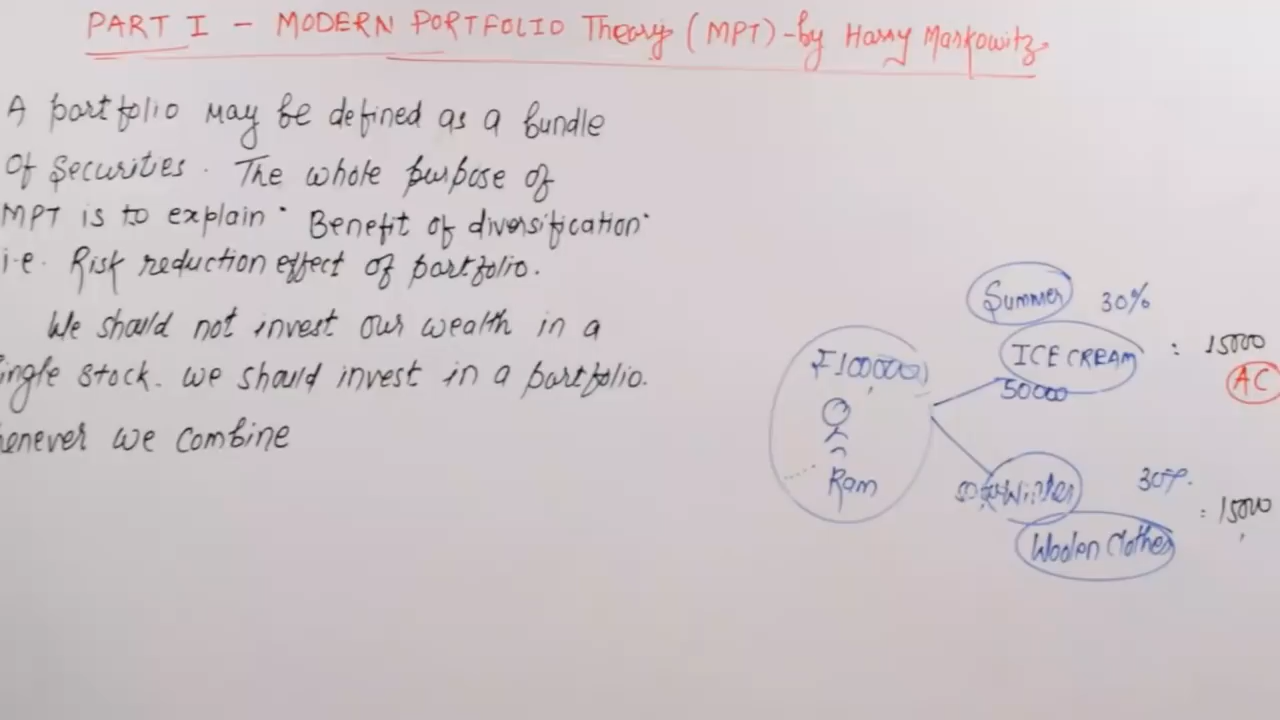 PART I - MODERN PORTFOLIO Theory (MPT) - by Harry Markowitz
A portfolio may be defined as a bundle
of securities. The whole purpose of
MPT is to explain " Benefit of diversification"
i.e. Risk reduction effect of portfolio.
We should not invest our wealth in a
ingle stock. We should invest in a portfolio.
enever we combine
Summer 30%
ICE CREAM : 15000
AC
50000
₹100000
Ram
Winter 30%
: 15000
Woolen Clothes